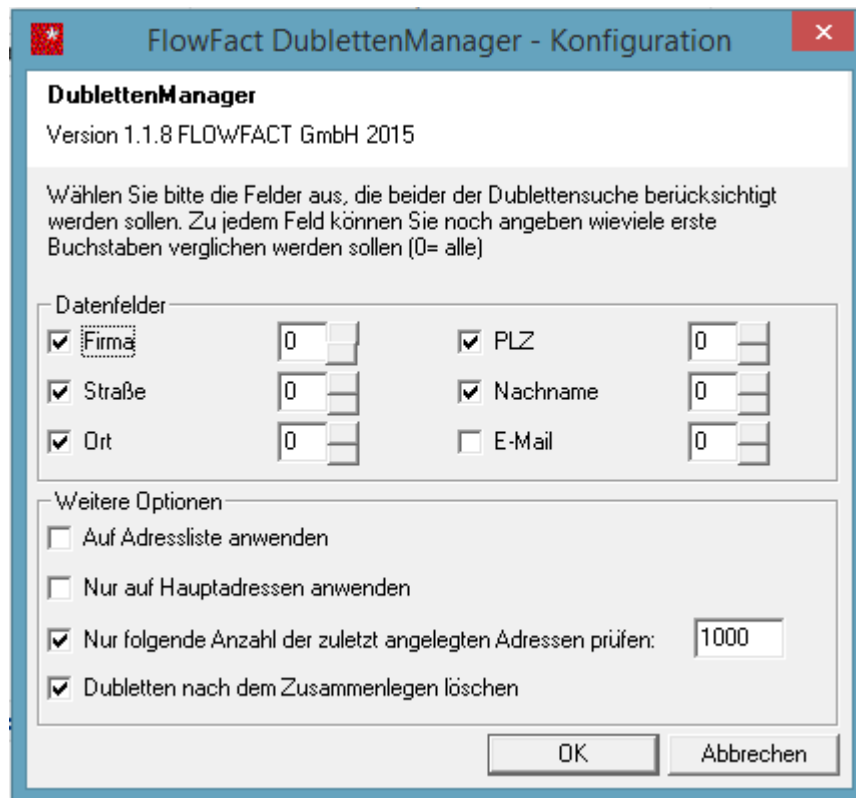 FlowFact DublettenManager - Konfiguration
DublettenManager
Version 1.1.8 FLOWFACT GmbH 2015
Wählen Sie bitte die Felder aus, die beider der Dublettensuche berücksichtigt
werden sollen. Zu jedem Feld können Sie noch angeben wieviele erste
Buchstaben verglichen werden sollen (0= alle)
Datenfelder
Firma 0 PLZ 0
Straße 0 Nachname 0
Ort 0 E-Mail 0
Weitere Optionen
Auf Adressliste anwenden
Nur auf Hauptadressen anwenden
Nur folgende Anzahl der zuletzt angelegten Adressen prüfen: 1000
Dubletten nach dem Zusammenlegen löschen
OK Abbrechen